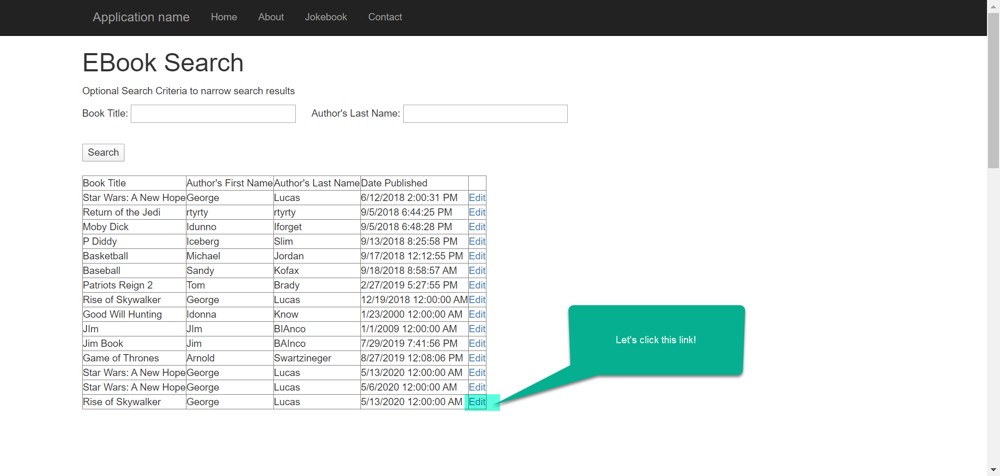 Application name Home About Jokebook Contact
EBook Search
Optional Search Criteria to narrow search results
Book Title: Author's Last Name:
Search
Book Title Author's First Name Author's Last Name Date Published
Star Wars: A New Hope George Lucas 6/12/2018 2:00:31 PM Edit
Return of the Jedi rtyrty rtyrty 9/5/2018 6:44:25 PM Edit
Moby Dick Idunno Iforget 9/5/2018 6:48:28 PM Edit
P Diddy Iceberg Slim 9/13/2018 8:25:58 PM Edit
Basketball Michael Jordan 9/17/2018 12:12:55 PM Edit
Baseball Sandy Kofax 9/18/2018 8:58:57 AM Edit
Patriots Reign 2 Tom Brady 2/27/2019 5:27:55 PM Edit
Rise of Skywalker George Lucas 12/19/2018 12:00:00 AM Edit
Good Will Hunting Idonna Know 1/23/2000 12:00:00 AM Edit
JIm JIm BlAnco 1/1/2009 12:00:00 AM Edit
Jim Book Jim BAlnco 7/29/2019 7:41:56 PM Edit
Let's click this link!
Game of Thrones Arnold Swartzineger 8/27/2019 12:08:06 PM Edit
Star Wars: A New Hope George Lucas 5/13/2020 12:00:00 AM Edit
Star Wars: A New Hope George Lucas 5/6/2020 12:00:00 AM Edit
Rise of Skywalker George Lucas 5/13/2020 12:00:00 AM Edit